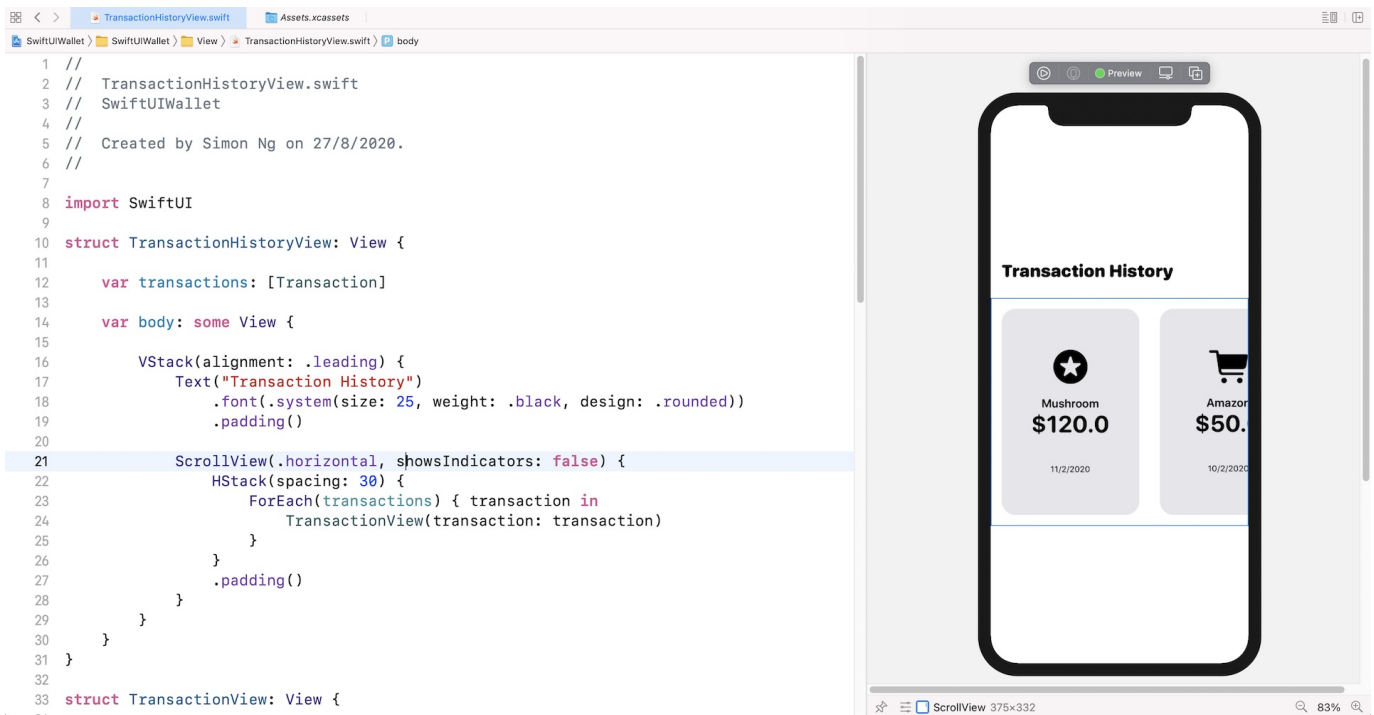 TransactionHistoryView.swift Assets.xcassets
SwiftUIWallet 〉 SwiftUIWallet 〉 View 〉 TransactionHistoryView.swift 〉 P body
1 //
2 //  TransactionHistoryView.swift
3 //  SwiftUIWallet
4 //
5 //  Created by Simon Ng on 27/8/2020.
6 //
7
8 import SwiftUI
9
10 struct TransactionHistoryView: View {
11
12     var transactions: [Transaction]
13
14     var body: some View {
15
16         VStack(alignment: .leading) {
17             Text("Transaction History")
18                 .font(.system(size: 25, weight: .black, design: .rounded))
19                 .padding()
20
21             ScrollView(.horizontal, showsIndicators: false) {
22                 HStack(spacing: 30) {
23                     ForEach(transactions) { transaction in
24                         TransactionView(transaction: transaction)
25                     }
26                 }
27                 .padding()
28             }
29         }
30     }
31 }
32
33 struct TransactionView: View {
Preview
Transaction History
Mushroom
$120.0
11/2/2020
Amazon
$50.
10/2/2020
ScrollView 375×332
83%